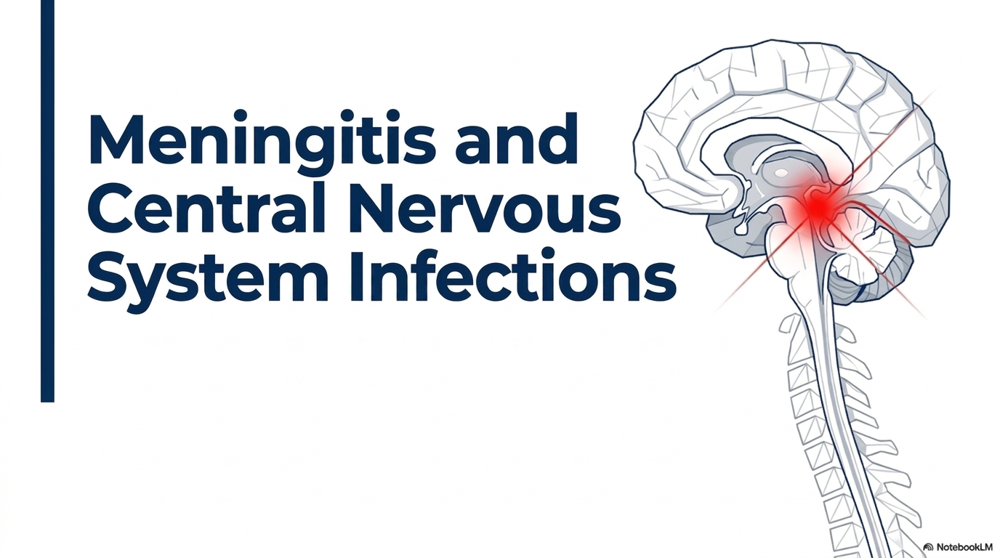 Meningitis and
Central Nervous
System Infections
NotebookLM